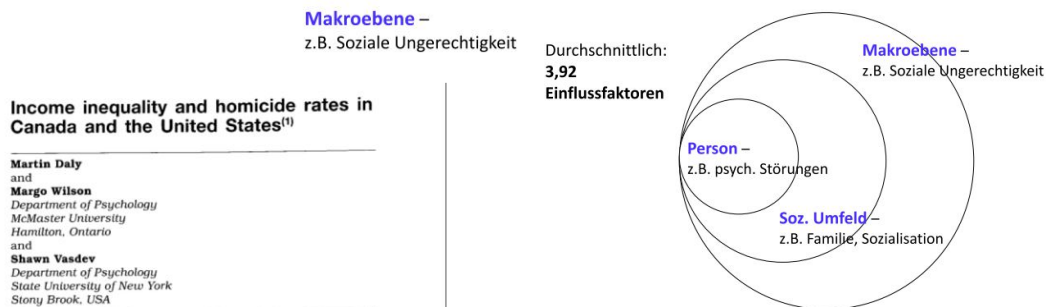 Makroebene –
z.B. Soziale Ungerechtigkeit
Income inequality and homicide rates in
Canada and the United States(1)
Martin Daly
and
Margo Wilson
Department of Psychology
McMaster University
Hamilton, Ontario
and
Shawn Vasdev
Department of Psychology
State University of New York
Stony Brook, USA
Durchschnittlich:
3,92
Einflussfaktoren
Makroebene –
z.B. Soziale Ungerechtigkeit
Person –
z.B. psych. Störungen
Soz. Umfeld –
z.B. Familie, Sozialisation